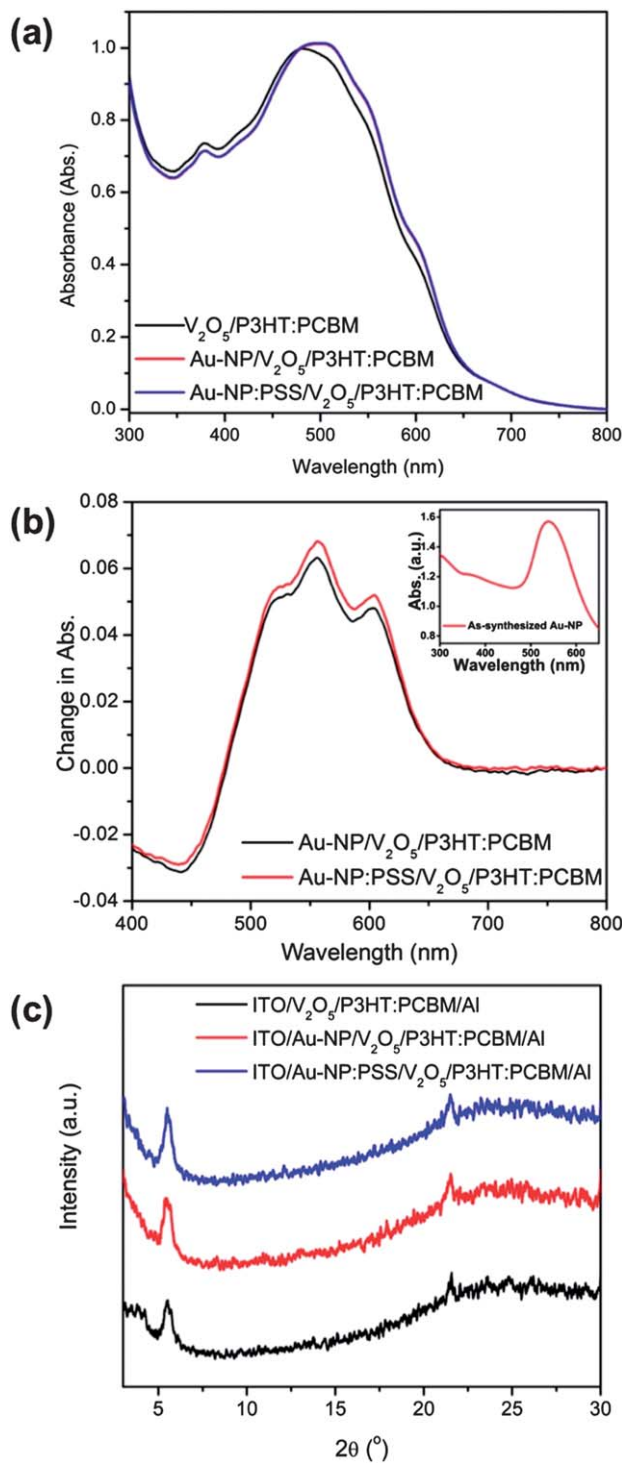 (a)
1.0
0.8
0.6
0.4
0.2
0.0
Absorbance (Abs.)
V₂O₅/P3HT:PCBM
Au-NP/V₂O₅/P3HT:PCBM
Au-NP:PSS/V₂O₅/P3HT:PCBM
300 400 500 600 700 800
Wavelength (nm)
(b)
0.08
0.06
0.04
0.02
0.00
-0.02
-0.04
Change in Abs.
1.6
1.4
1.2
1.0
0.8
Abs. (a.u.)
As-synthesized Au-NP
300 400 500 600
Wavelength (nm)
Au-NP/V₂O₅/P3HT:PCBM
Au-NP:PSS/V₂O₅/P3HT:PCBM
400 500 600 700 800
Wavelength (nm)
(c)
Intensity (a.u.)
ITO/V₂O₅/P3HT:PCBM/Al
ITO/Au-NP/V₂O₅/P3HT:PCBM/Al
ITO/Au-NP:PSS/V₂O₅/P3HT:PCBM/Al
5 10 15 20 25 30
2θ (°)